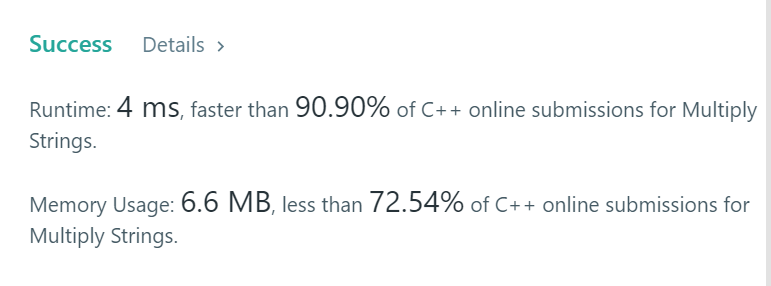 Success Details >
Runtime: 4 ms, faster than 90.90% of C++ online submissions for Multiply
Strings.
Memory Usage: 6.6 MB, less than 72.54% of C++ online submissions for
Multiply Strings.